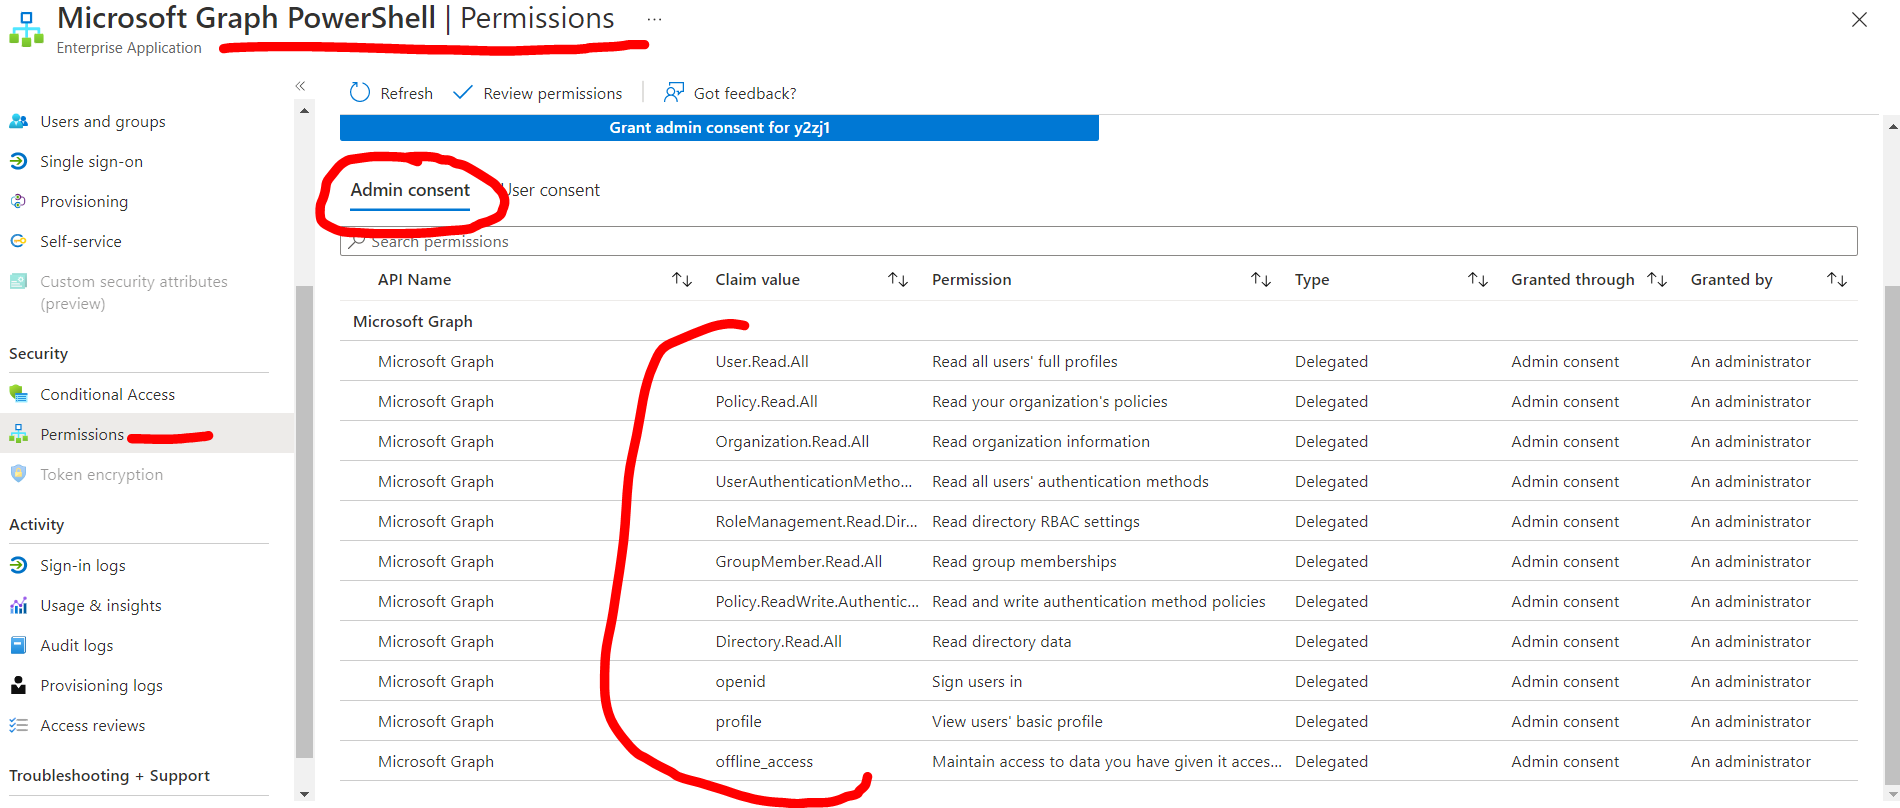 Microsoft Graph PowerShell | Permissions ...
Enterprise Application
Users and groups
Single sign-on
Provisioning
Self-service
Custom security attributes
(preview)
Security
Conditional Access
Permissions
Token encryption
Activity
Sign-in logs
Usage & insights
Audit logs
Provisioning logs
Access reviews
Troubleshooting + Support
Refresh Review permissions Got feedback?
Grant admin consent for y2zj1
Admin consent User consent
Search permissions
API Name Claim value Permission Type Granted through Granted by
Microsoft Graph
Microsoft Graph User.Read.All Read all users' full profiles Delegated Admin consent An administrator
Microsoft Graph Policy.Read.All Read your organization's policies Delegated Admin consent An administrator
Microsoft Graph Organization.Read.All Read organization information Delegated Admin consent An administrator
Microsoft Graph UserAuthenticationMetho... Read all users' authentication methods Delegated Admin consent An administrator
Microsoft Graph RoleManagement.Read.Dir... Read directory RBAC settings Delegated Admin consent An administrator
Microsoft Graph GroupMember.Read.All Read group memberships Delegated Admin consent An administrator
Microsoft Graph Policy.ReadWrite.Authentic... Read and write authentication method policies Delegated Admin consent An administrator
Microsoft Graph Directory.Read.All Read directory data Delegated Admin consent An administrator
Microsoft Graph openid Sign users in Delegated Admin consent An administrator
Microsoft Graph profile View users' basic profile Delegated Admin consent An administrator
Microsoft Graph offline_access Maintain access to data you have given it acces... Delegated Admin consent An administrator